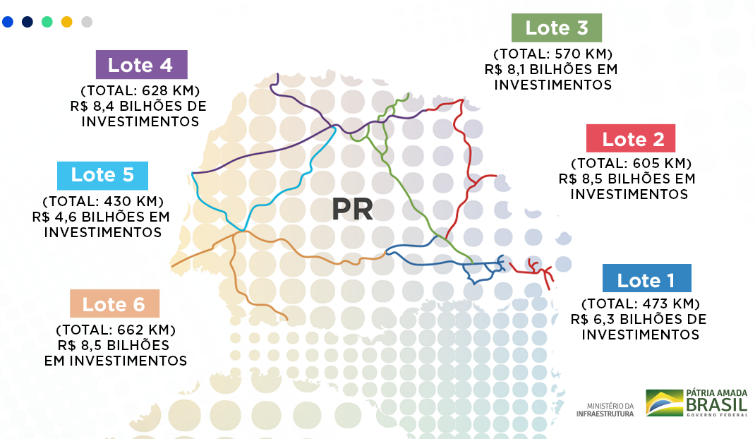 Lote 3
(TOTAL: 570 KM)
R$ 8,1 BILHÕES EM
INVESTIMENTOS
Lote 4
(TOTAL: 628 KM)
R$ 8,4 BILHÕES DE
INVESTIMENTOS
Lote 2
(TOTAL: 605 KM)
R$ 8,5 BILHÕES EM
INVESTIMENTOS
Lote 5
(TOTAL: 430 KM)
R$ 4,6 BILHÕES EM
INVESTIMENTOS
PR
Lote 1
(TOTAL: 473 KM)
R$ 6,3 BILHÕES DE
INVESTIMENTOS
Lote 6
(TOTAL: 662 KM)
R$ 8,5 BILHÕES
EM INVESTIMENTOS
MINISTÉRIO DA
INFRAESTRUTURA
PÁTRIA AMADA
BRASIL
GOVERNO FEDERAL